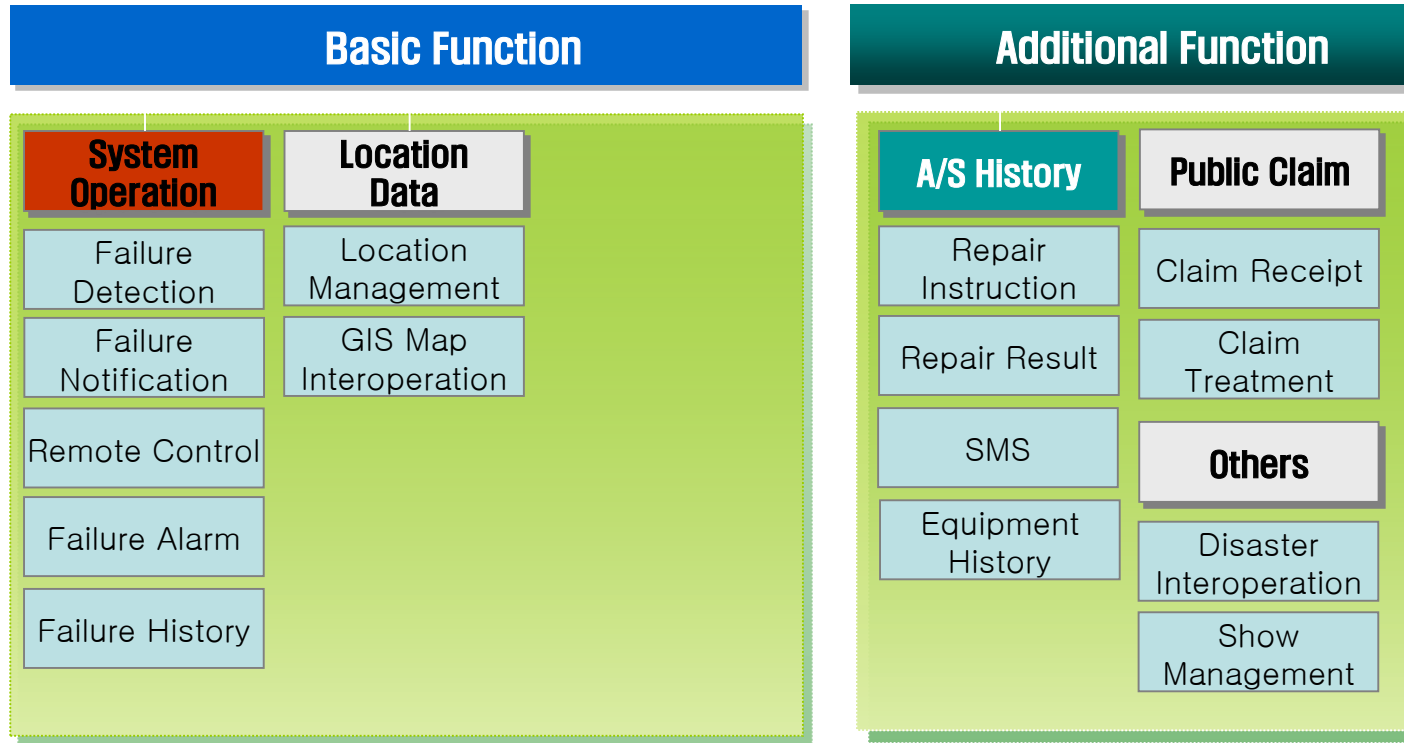 Basic Function
System
Operation
Failure
Detection
Failure
Notification
Remote Control
Failure Alarm
Failure History
Location
Data
Location
Management
GIS Map
Interoperation
Additional Function
A/S History
Repair
Instruction
Repair Result
SMS
Equipment
History
Public Claim
Claim Receipt
Claim
Treatment
Others
Disaster
Interoperation
Show
Management